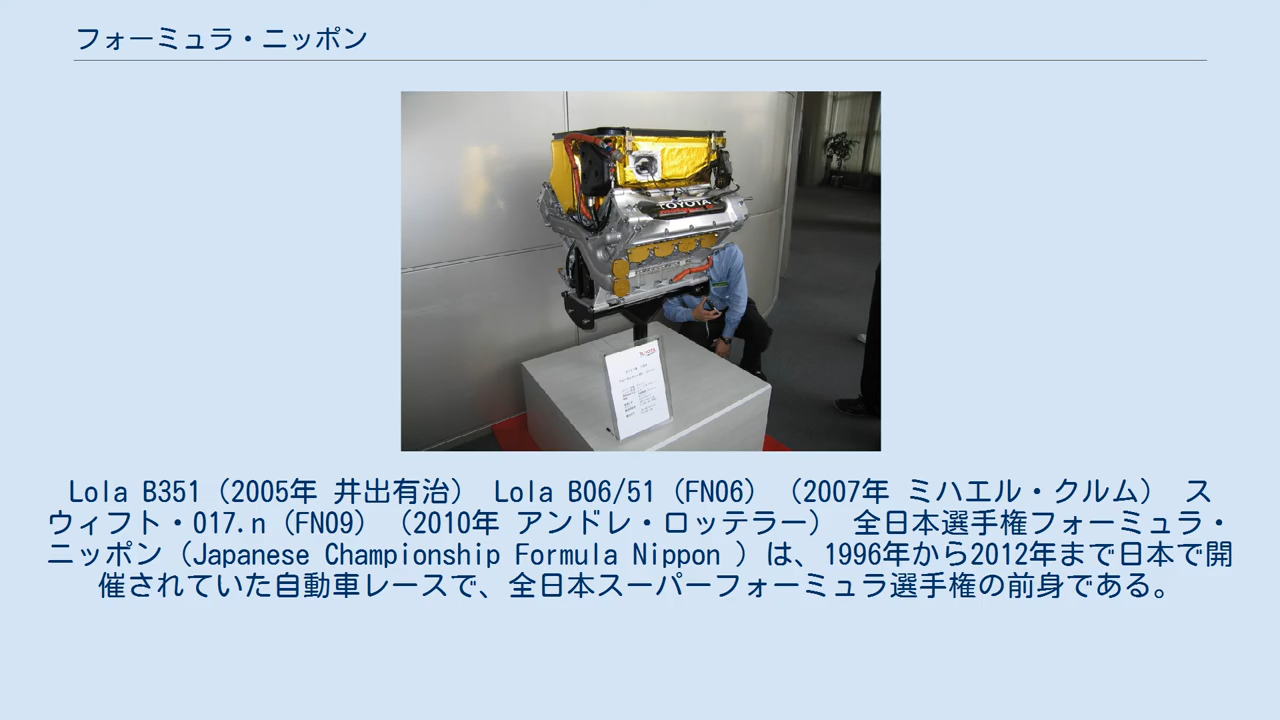 フォーミュラ・ニッポン
TOYOTA
TOYOTA
Lola B351（2005年 井出有治） Lola B06/51（FN06）（2007年 ミハエル・クルム） ス
ウィフト・017.n（FN09）（2010年 アンドレ・ロッテラー） 全日本選手権フォーミュラ・
ニッポン（Japanese Championship Formula Nippon ）は、1996年から2012年まで日本で開
催されていた自動車レースで、全日本スーパーフォーミュラ選手権の前身である。